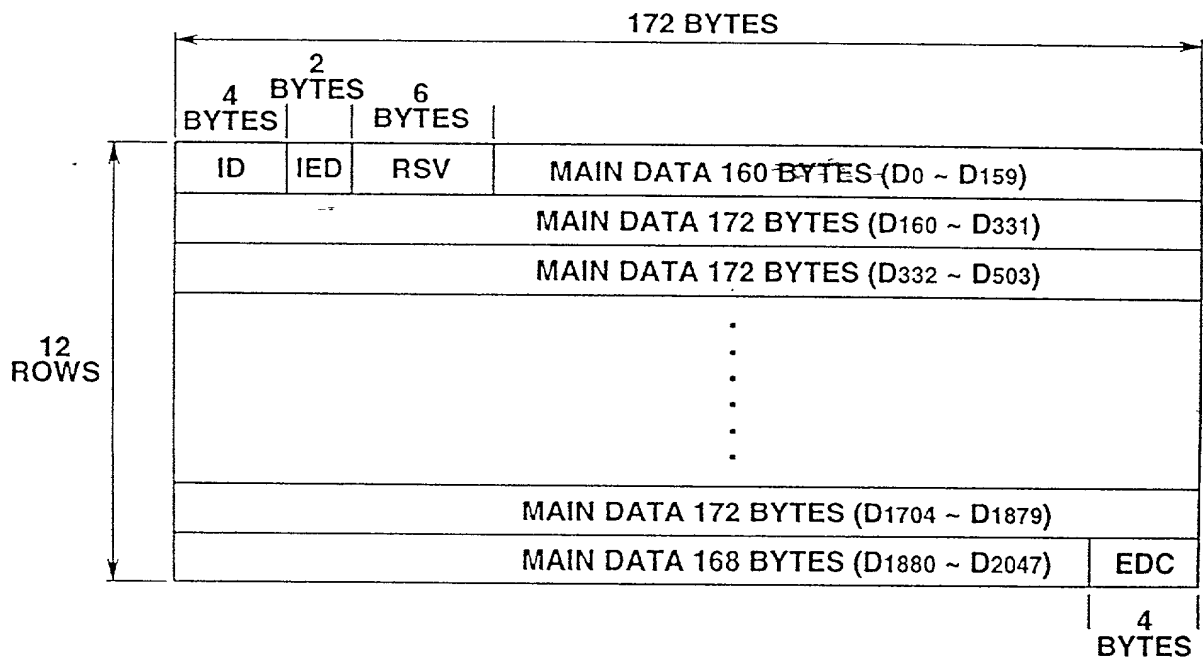 172 BYTES
4 BYTES
2 BYTES
6 BYTES
ID IED RSV MAIN DATA 160 BYTES (D0 ~ D159)
MAIN DATA 172 BYTES (D160 ~ D331)
MAIN DATA 172 BYTES (D332 ~ D503)
12 ROWS
MAIN DATA 172 BYTES (D1704 ~ D1879)
MAIN DATA 168 BYTES (D1880 ~ D2047) EDC
4 BYTES